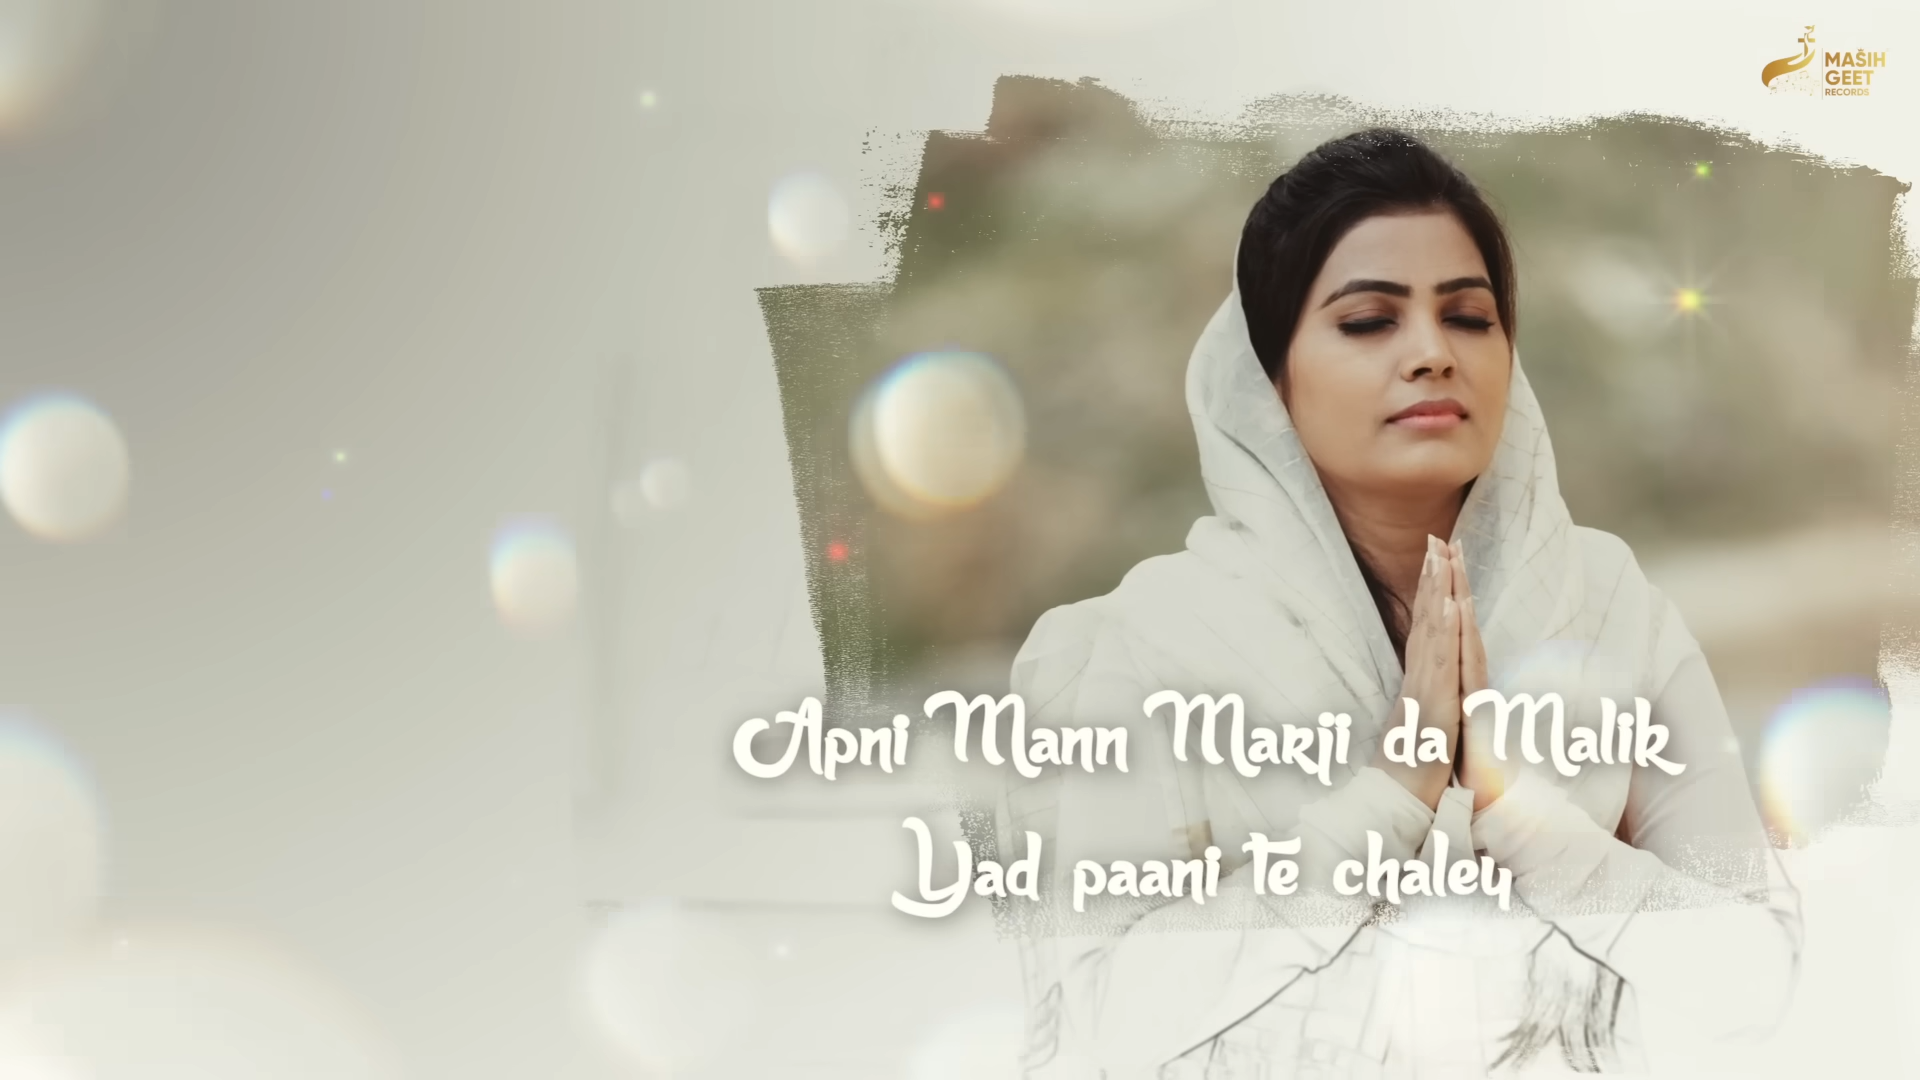 MAŠIH
GEET
RECORDS
Apni Mann Marji da Malik
Yad paani te chaley